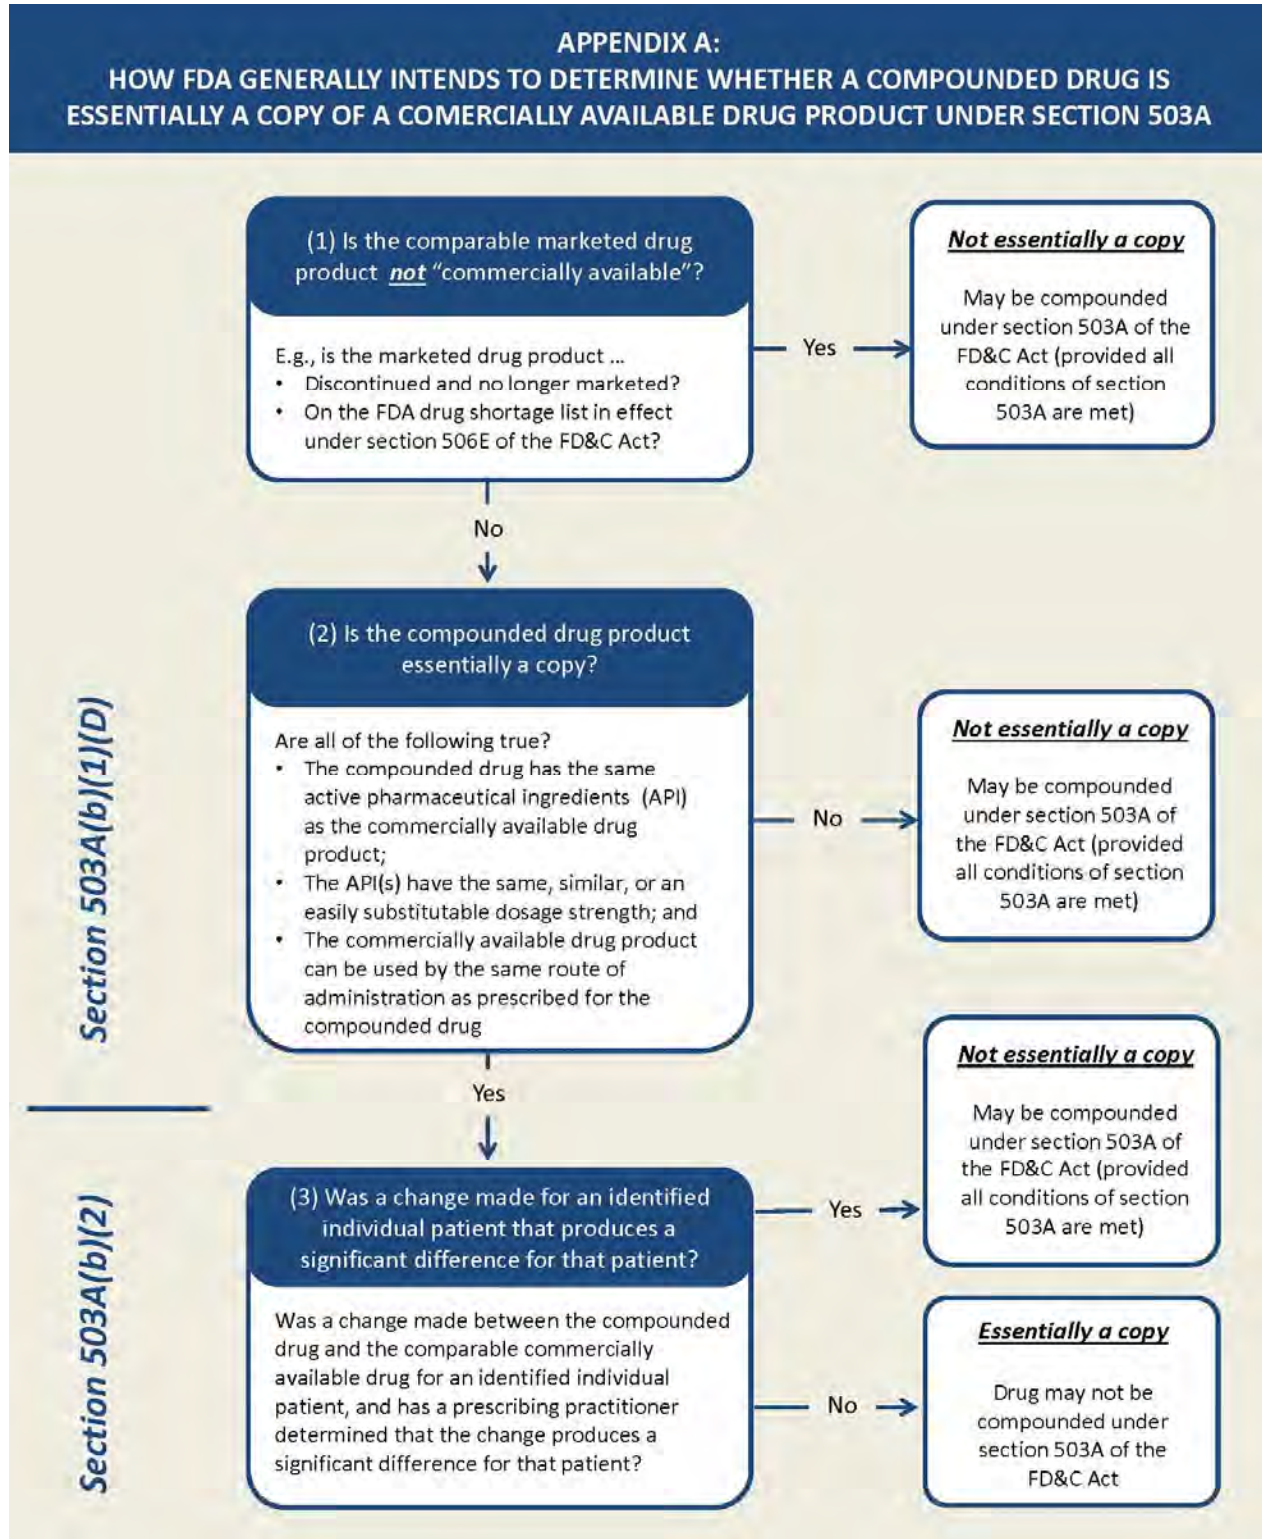 APPENDIX A:
HOW FDA GENERALLY INTENDS TO DETERMINE WHETHER A COMPOUNDED DRUG IS
ESSENTIALLY A COPY OF A COMERCIALLY AVAILABLE DRUG PRODUCT UNDER SECTION 503A
(1) Is the comparable marketed drug
product not “commercially available”?
E.g., is the marketed drug product ...
• Discontinued and no longer marketed?
• On the FDA drug shortage list in effect
under section 506E of the FD&C Act?
Yes
Not essentially a copy
May be compounded
under section 503A of the
FD&C Act (provided all
conditions of section
503A are met)
No
Section 503A(b)(1)(D)
(2) Is the compounded drug product
essentially a copy?
Are all of the following true?
• The compounded drug has the same
active pharmaceutical ingredients (API)
as the commercially available drug
product;
• The API(s) have the same, similar, or an
easily substitutable dosage strength; and
• The commercially available drug product
can be used by the same route of
administration as prescribed for the
compounded drug
No
Not essentially a copy
May be compounded
under section 503A of
the FD&C Act (provided
all conditions of section
503A are met)
Yes
Section 503A(b)(2)
(3) Was a change made for an identified
individual patient that produces a
significant difference for that patient?
Was a change made between the compounded
drug and the comparable commercially
available drug for an identified individual
patient, and has a prescribing practitioner
determined that the change produces a
significant difference for that patient?
Yes
Not essentially a copy
May be compounded
under section 503A of
the FD&C Act (provided
all conditions of section
503A are met)
No
Essentially a copy
Drug may not be
compounded under
section 503A of the
FD&C Act